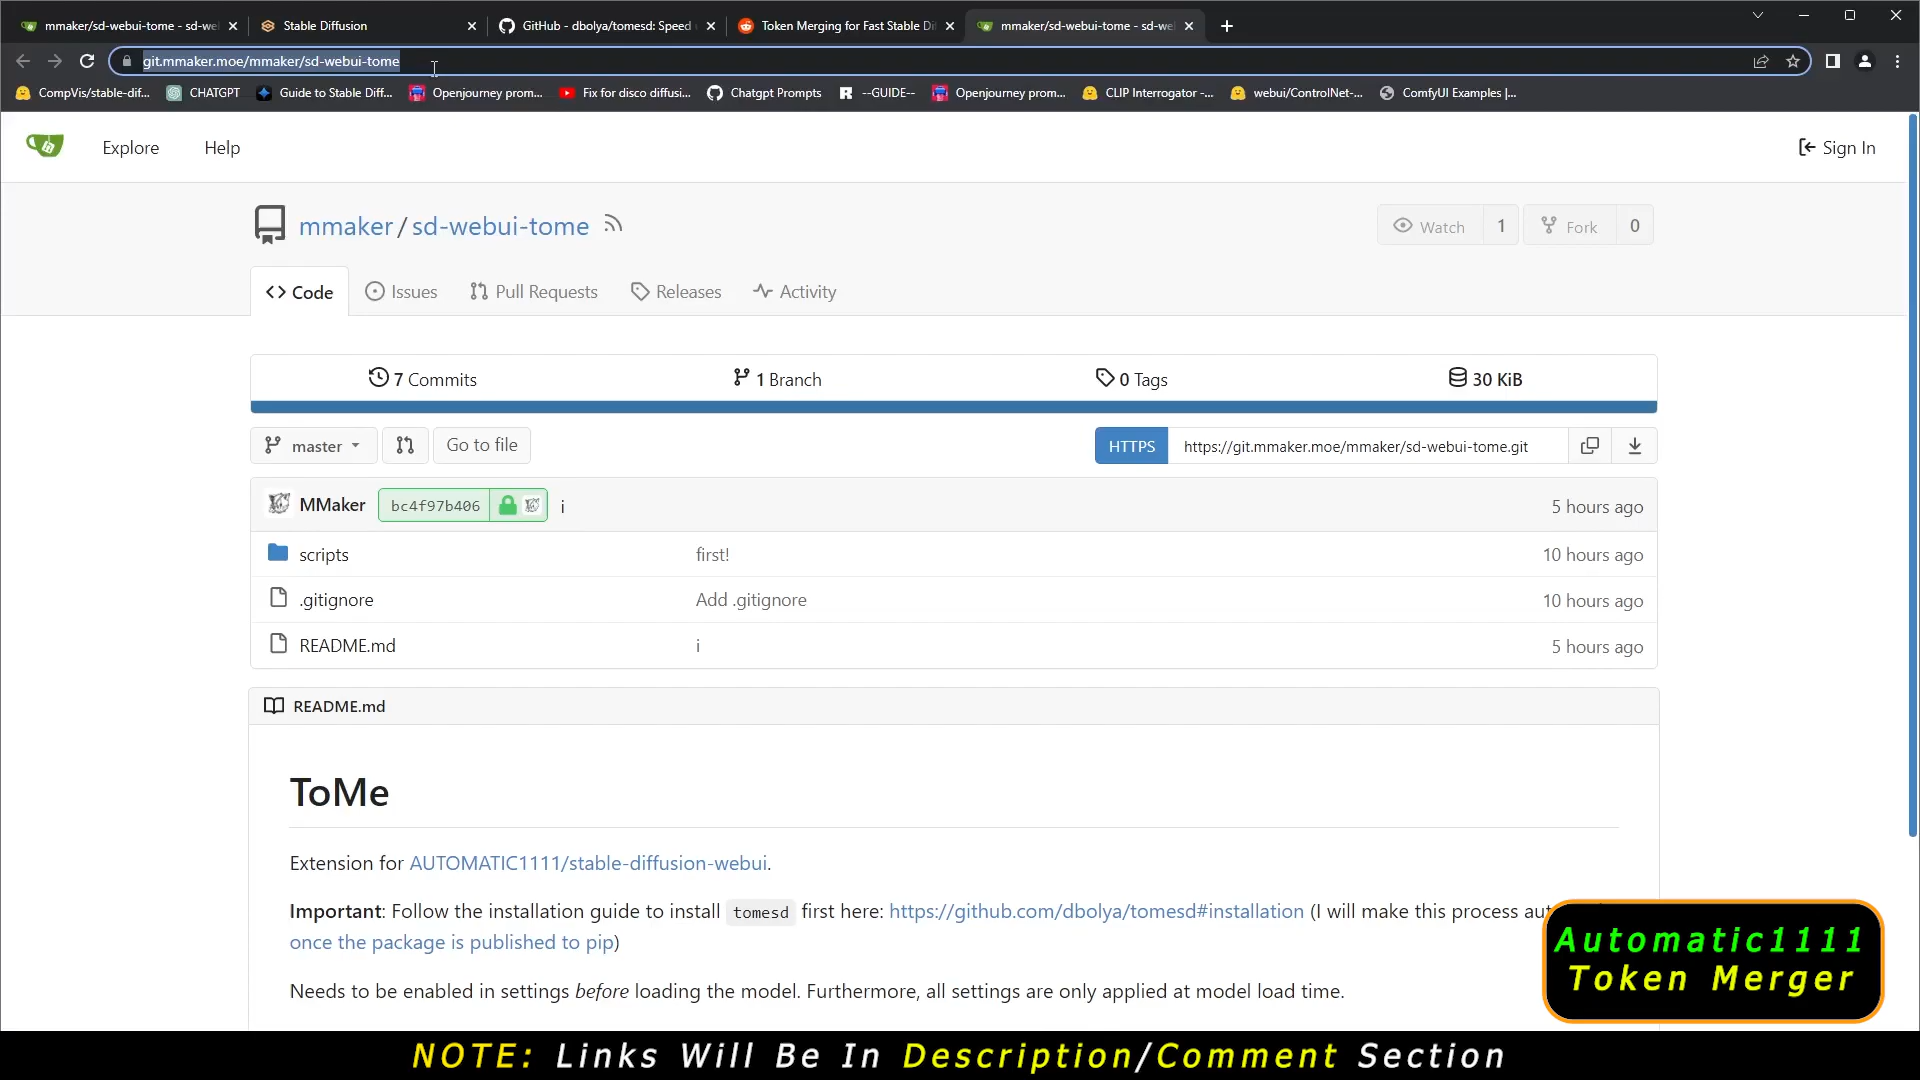 mmaker/sd-webui-tome - sd-we
Stable Diffusion
GitHub - dbolya/tomesd: Speed
Token Merging for Fast Stable Di
mmaker/sd-webui-tome - sd-we
git.mmaker.moe/mmaker/sd-webui-tome
CompVis/stable-dif...
CHATGPT
Guide to Stable Diff...
Openjourney prom...
Fix for disco diffusi...
Chatgpt Prompts
--GUIDE--
Openjourney prom...
CLIP Interrogator -...
webui/ControlNet-...
ComfyUI Examples |...
Explore
Help
Sign In
mmaker/sd-webui-tome
Watch 1
Fork 0
Code
Issues
Pull Requests
Releases
Activity
7 Commits
1 Branch
0 Tags
30 KiB
master
Go to file
HTTPS
https://git.mmaker.moe/mmaker/sd-webui-tome.git
MMaker bc4f97b406 i 5 hours ago
scripts first! 10 hours ago
.gitignore Add .gitignore 10 hours ago
README.md i 5 hours ago
README.md
ToMe
Extension for AUTOMATIC1111/stable-diffusion-webui.
Important: Follow the installation guide to install tomesd first here: https://github.com/dbolya/tomesd#installation (I will make this process
once the package is published to pip)
Needs to be enabled in settings before loading the model. Furthermore, all settings are only applied at model load time.
Automatic1111
Token Merger
NOTE: Links Will Be In Description/Comment Section